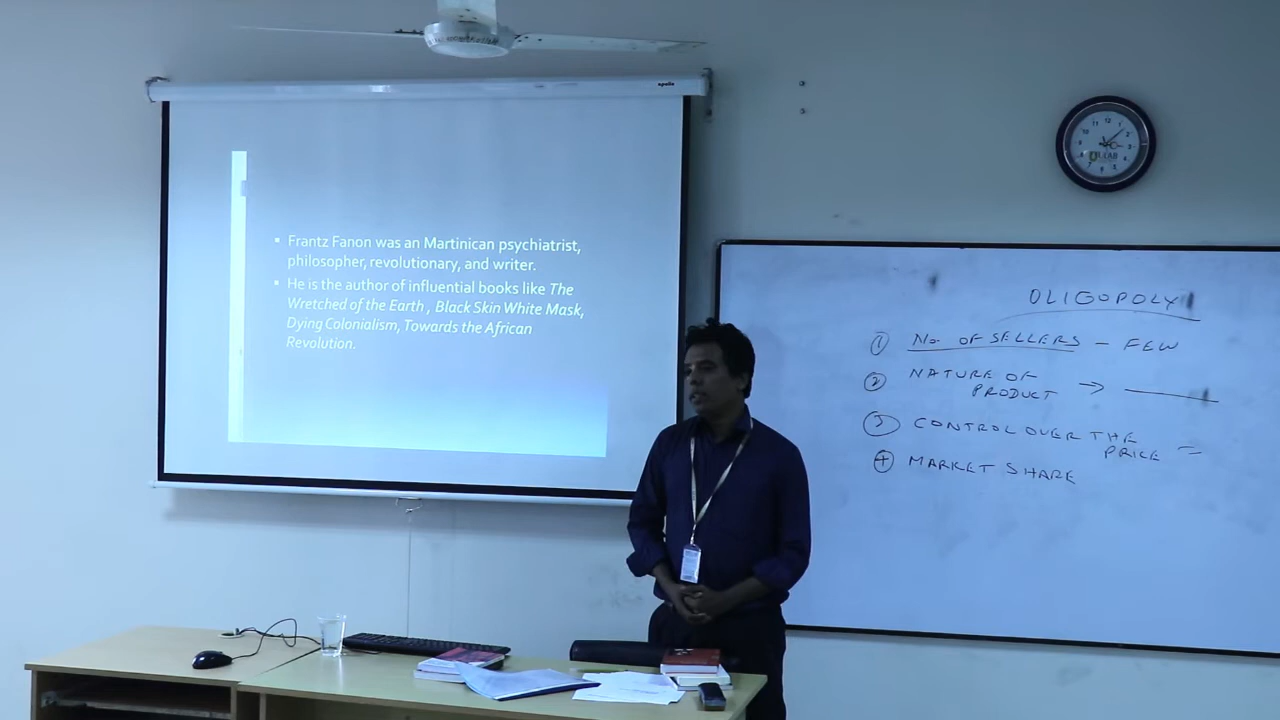 apollo
Frantz Fanon was an Martinican psychiatrist,
philosopher, revolutionary, and writer.
He is the author of influential books like The
Wretched of the Earth , Black Skin White Mask,
Dying Colonialism, Towards the African
Revolution.
OLIGOPOLY
1 No. OF SELLERS - FEW
2 NATURE OF
PRODUCT →
3 CONTROL OVER THE
PRICE
4 MARKET SHARE